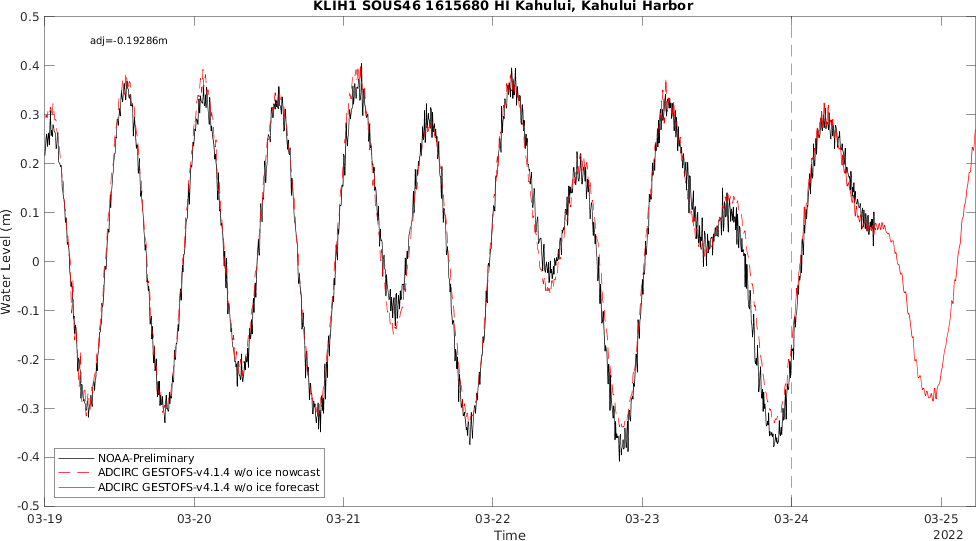 KLIH1 SOUS46 1615680 HI Kahului, Kahului Harbor
adj=-0.19286m
0.5
0.4
0.3
0.2
0.1
0
-0.1
-0.2
-0.3
-0.4
-0.5
Water Level (m)
NOAA-Preliminary
ADCIRC GESTOFS-v4.1.4 w/o ice nowcast
ADCIRC GESTOFS-v4.1.4 w/o ice forecast
03-19 03-20 03-21 03-22 03-23 03-24 03-25
Time
2022